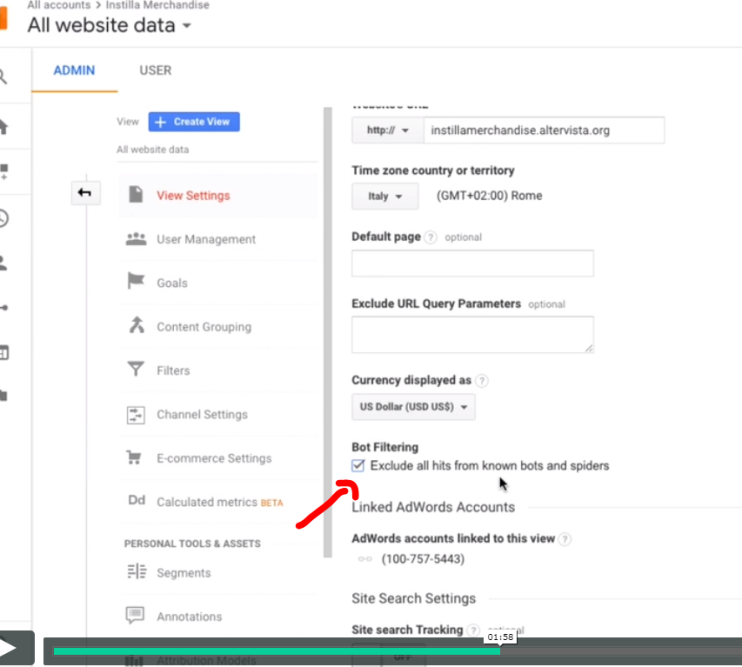 All accounts > Instilla Merchandise
All website data
ADMIN
USER
View
+ Create View
All website data
View Settings
User Management
Goals
Content Grouping
Filters
Channel Settings
E-commerce Settings
Dd Calculated metrics BETA
PERSONAL TOOLS & ASSETS
Segments
Annotations
Attribution Models
Website's URL
http://
instillamerchandise.altervista.org
Time zone country or territory
Italy
(GMT+02:00) Rome
Default page ? optional
Exclude URL Query Parameters optional
Currency displayed as ?
US Dollar (USD US$)
Bot Filtering
Exclude all hits from known bots and spiders
Linked AdWords Accounts
AdWords accounts linked to this view ?
(100-757-5443)
Site Search Settings
Site search Tracking ? optional
OFF
01:58